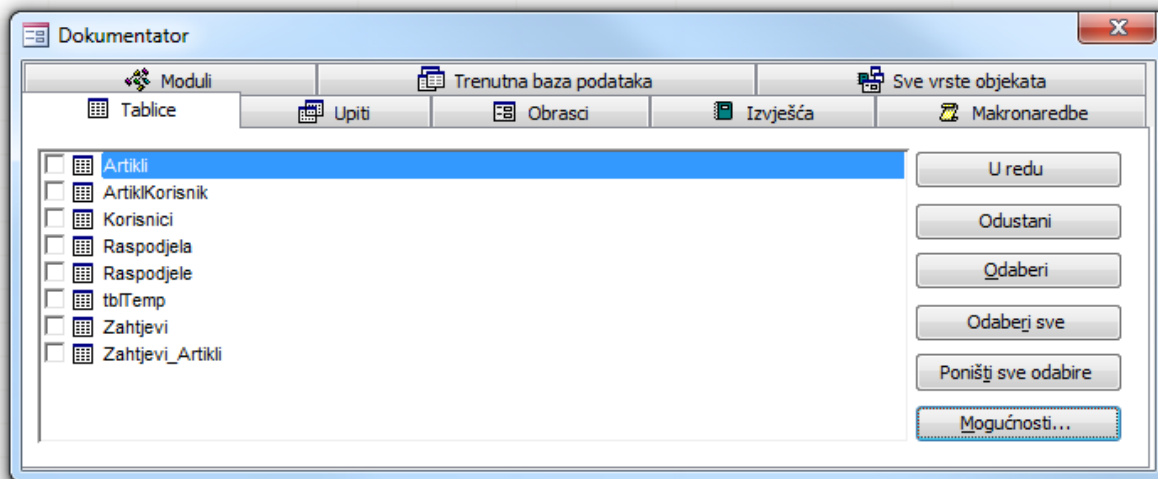 Dokumentator
Moduli Trenutna baza podataka Sve vrste objekata
Tablice Upiti Obrasci Izvješća Makronaredbe
Artikli
ArtiklKorisnik
Korisnici
Raspodjela
Raspodjele
tblTemp
Zahtjevi
Zahtjevi_Artikli
U redu
Odustani
Odaberi
Odaberi sve
Poništi sve odabire
Mogućnosti...